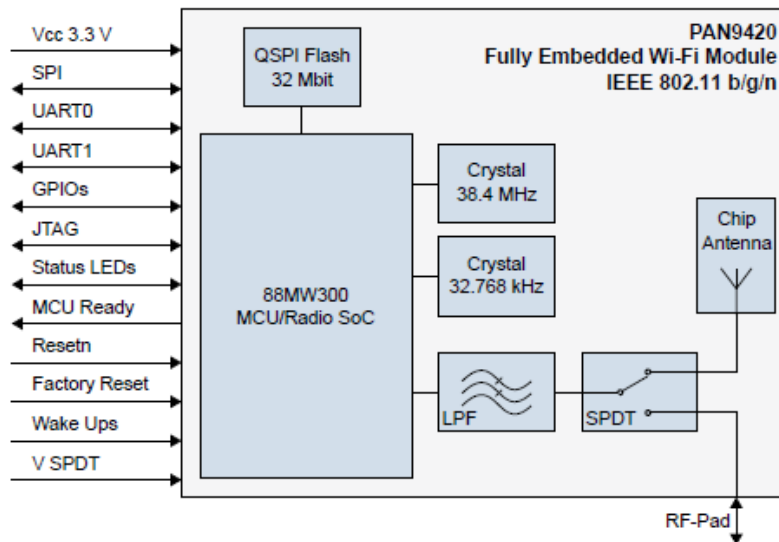 PAN9420
Fully Embedded Wi-Fi Module
IEEE 802.11 b/g/n
Vcc 3.3 V
SPI
UART0
UART1
GPIOs
JTAG
Status LEDs
MCU Ready
Resetn
Factory Reset
Wake Ups
V SPDT
QSPI Flash
32 Mbit
88MW300
MCU/Radio SoC
Crystal
38.4 MHz
Crystal
32.768 kHz
LPF
SPDT
Chip
Antenna
RF-Pad